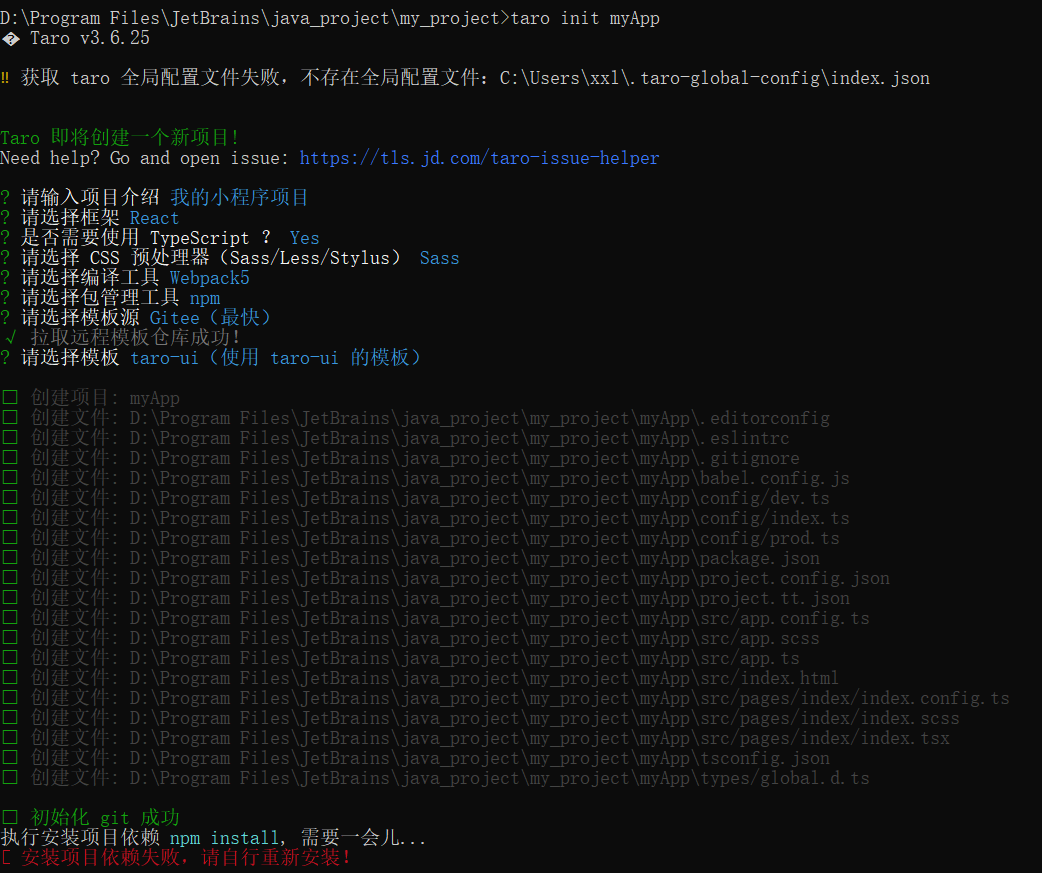 D:\Program Files\JetBrains\java_project\my_project>taro init myApp
� Taro v3.6.25
‼ 获取 taro 全局配置文件失败，不存在全局配置文件：C:\Users\xxl\.taro-global-config\index.json
Taro 即将创建一个新项目!
Need help? Go and open issue: https://tls.jd.com/taro-issue-helper
? 请输入项目介绍 我的小程序项目
? 请选择框架 React
? 是否需要使用 TypeScript ？ Yes
? 请选择 CSS 预处理器（Sass/Less/Stylus） Sass
? 请选择编译工具 Webpack5
? 请选择包管理工具 npm
? 请选择模板源 Gitee（最快）
√ 拉取远程模板仓库成功!
? 请选择模板 taro-ui（使用 taro-ui 的模板）
□ 创建项目: myApp
□ 创建文件: D:\Program Files\JetBrains\java_project\my_project\myApp\.editorconfig
□ 创建文件: D:\Program Files\JetBrains\java_project\my_project\myApp\.eslintrc
□ 创建文件: D:\Program Files\JetBrains\java_project\my_project\myApp\.gitignore
□ 创建文件: D:\Program Files\JetBrains\java_project\my_project\myApp\babel.config.js
□ 创建文件: D:\Program Files\JetBrains\java_project\my_project\myApp\config/dev.ts
□ 创建文件: D:\Program Files\JetBrains\java_project\my_project\myApp\config/index.ts
□ 创建文件: D:\Program Files\JetBrains\java_project\my_project\myApp\config/prod.ts
□ 创建文件: D:\Program Files\JetBrains\java_project\my_project\myApp\package.json
□ 创建文件: D:\Program Files\JetBrains\java_project\my_project\myApp\project.config.json
□ 创建文件: D:\Program Files\JetBrains\java_project\my_project\myApp\project.tt.json
□ 创建文件: D:\Program Files\JetBrains\java_project\my_project\myApp\src/app.config.ts
□ 创建文件: D:\Program Files\JetBrains\java_project\my_project\myApp\src/app.scss
□ 创建文件: D:\Program Files\JetBrains\java_project\my_project\myApp\src/app.ts
□ 创建文件: D:\Program Files\JetBrains\java_project\my_project\myApp\src/index.html
□ 创建文件: D:\Program Files\JetBrains\java_project\my_project\myApp\src/pages/index/index.config.ts
□ 创建文件: D:\Program Files\JetBrains\java_project\my_project\myApp\src/pages/index/index.scss
□ 创建文件: D:\Program Files\JetBrains\java_project\my_project\myApp\src/pages/index/index.tsx
□ 创建文件: D:\Program Files\JetBrains\java_project\my_project\myApp\tsconfig.json
□ 创建文件: D:\Program Files\JetBrains\java_project\my_project\myApp\types/global.d.ts
□ 初始化 git 成功
执行安装项目依赖 npm install, 需要一会儿...
[ 安装项目依赖失败，请自行重新安装!